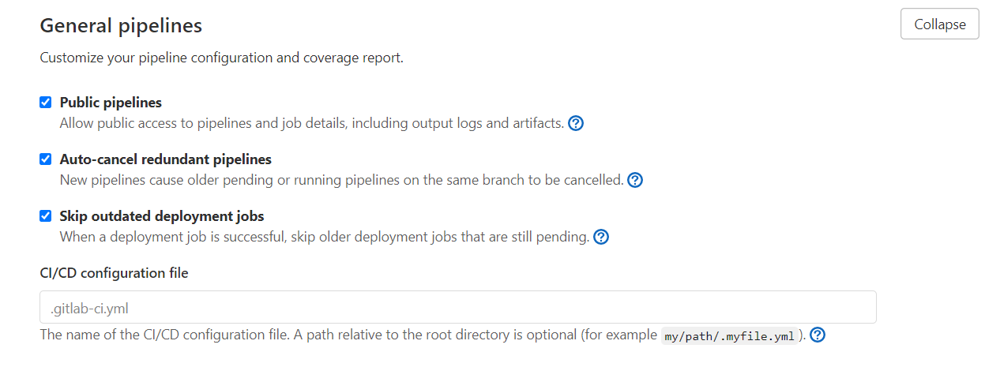 General pipelines
Collapse
Customize your pipeline configuration and coverage report.
Public pipelines
Allow public access to pipelines and job details, including output logs and artifacts. ?
Auto-cancel redundant pipelines
New pipelines cause older pending or running pipelines on the same branch to be cancelled. ?
Skip outdated deployment jobs
When a deployment job is successful, skip older deployment jobs that are still pending. ?
CI/CD configuration file
.gitlab-ci.yml
The name of the CI/CD configuration file. A path relative to the root directory is optional (for example my/path/.myfile.yml). ?